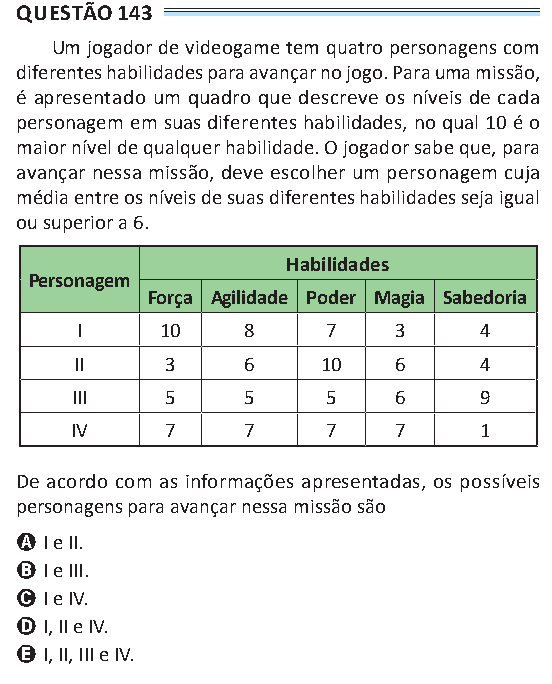 QUESTÃO 143
Um jogador de videogame tem quatro personagens com
diferentes habilidades para avançar no jogo. Para uma missão,
é apresentado um quadro que descreve os níveis de cada
personagem em suas diferentes habilidades, no qual 10 é o
maior nível de qualquer habilidade. O jogador sabe que, para
avançar nessa missão, deve escolher um personagem cuja
média entre os níveis de suas diferentes habilidades seja igual
ou superior a 6.
Personagem Habilidades
Força Agilidade Poder Magia Sabedoria
I 10 8 7 3 4
II 3 6 10 6 4
III 5 5 5 6 9
IV 7 7 7 7 1
De acordo com as informações apresentadas, os possíveis
personagens para avançar nessa missão são
A I e II.
B I e III.
C I e IV.
D I, II e IV.
E I, II, III e IV.